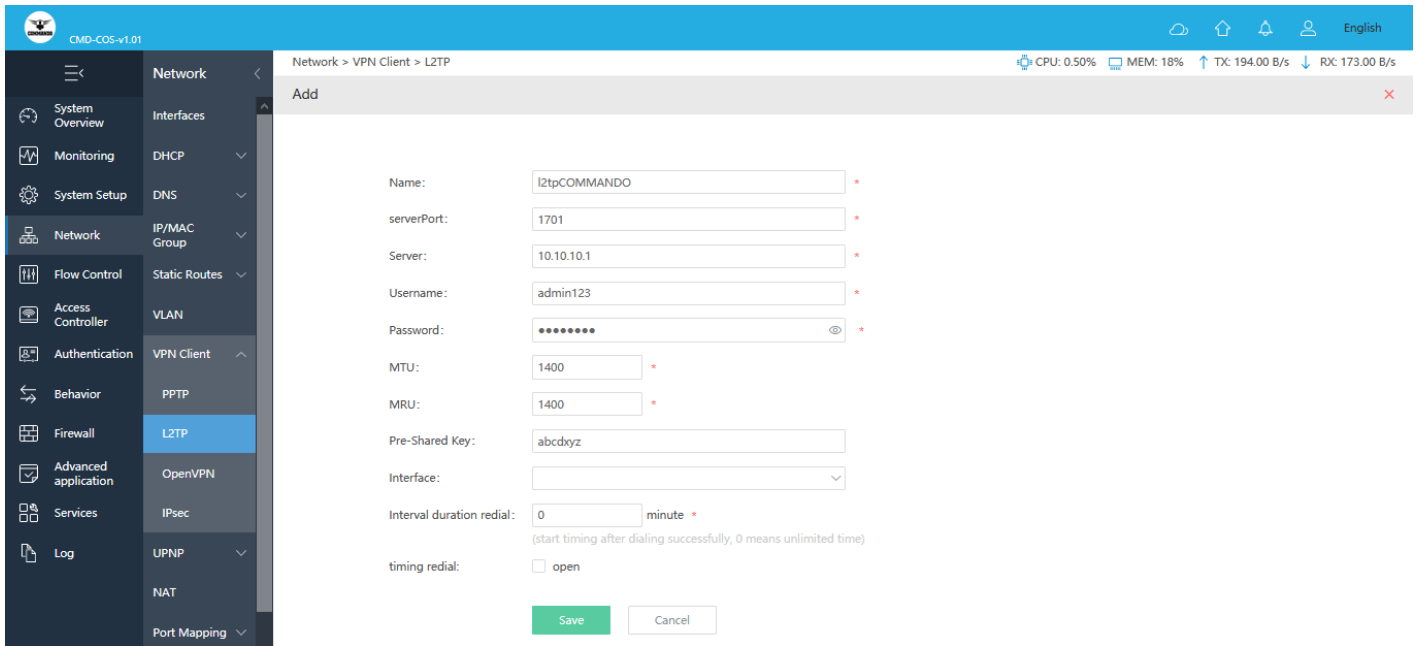 COMMANDO
CMD-COS-v1.01
English
System
Overview
Monitoring
System Setup
Network
Flow Control
Access
Controller
Authentication
Behavior
Firewall
Advanced
application
Services
Log
Network
Interfaces
DHCP
DNS
IP/MAC
Group
Static Routes
VLAN
VPN Client
PPTP
L2TP
OpenVPN
IPsec
UPNP
NAT
Port Mapping
Network > VPN Client > L2TP
CPU: 0.50% MEM: 18% ↑ TX: 194.00 B/s ↓ RX: 173.00 B/s
Add
Name: l2tpCOMMANDO *
serverPort: 1701 *
Server: 10.10.10.1 *
Username: admin123 *
Password: •••••••• *
MTU: 1400 *
MRU: 1400 *
Pre-Shared Key: abcdxyz
Interface:
Interval duration redial: 0 minute *
(start timing after dialing successfully, 0 means unlimited time)
timing redial: open
Save Cancel